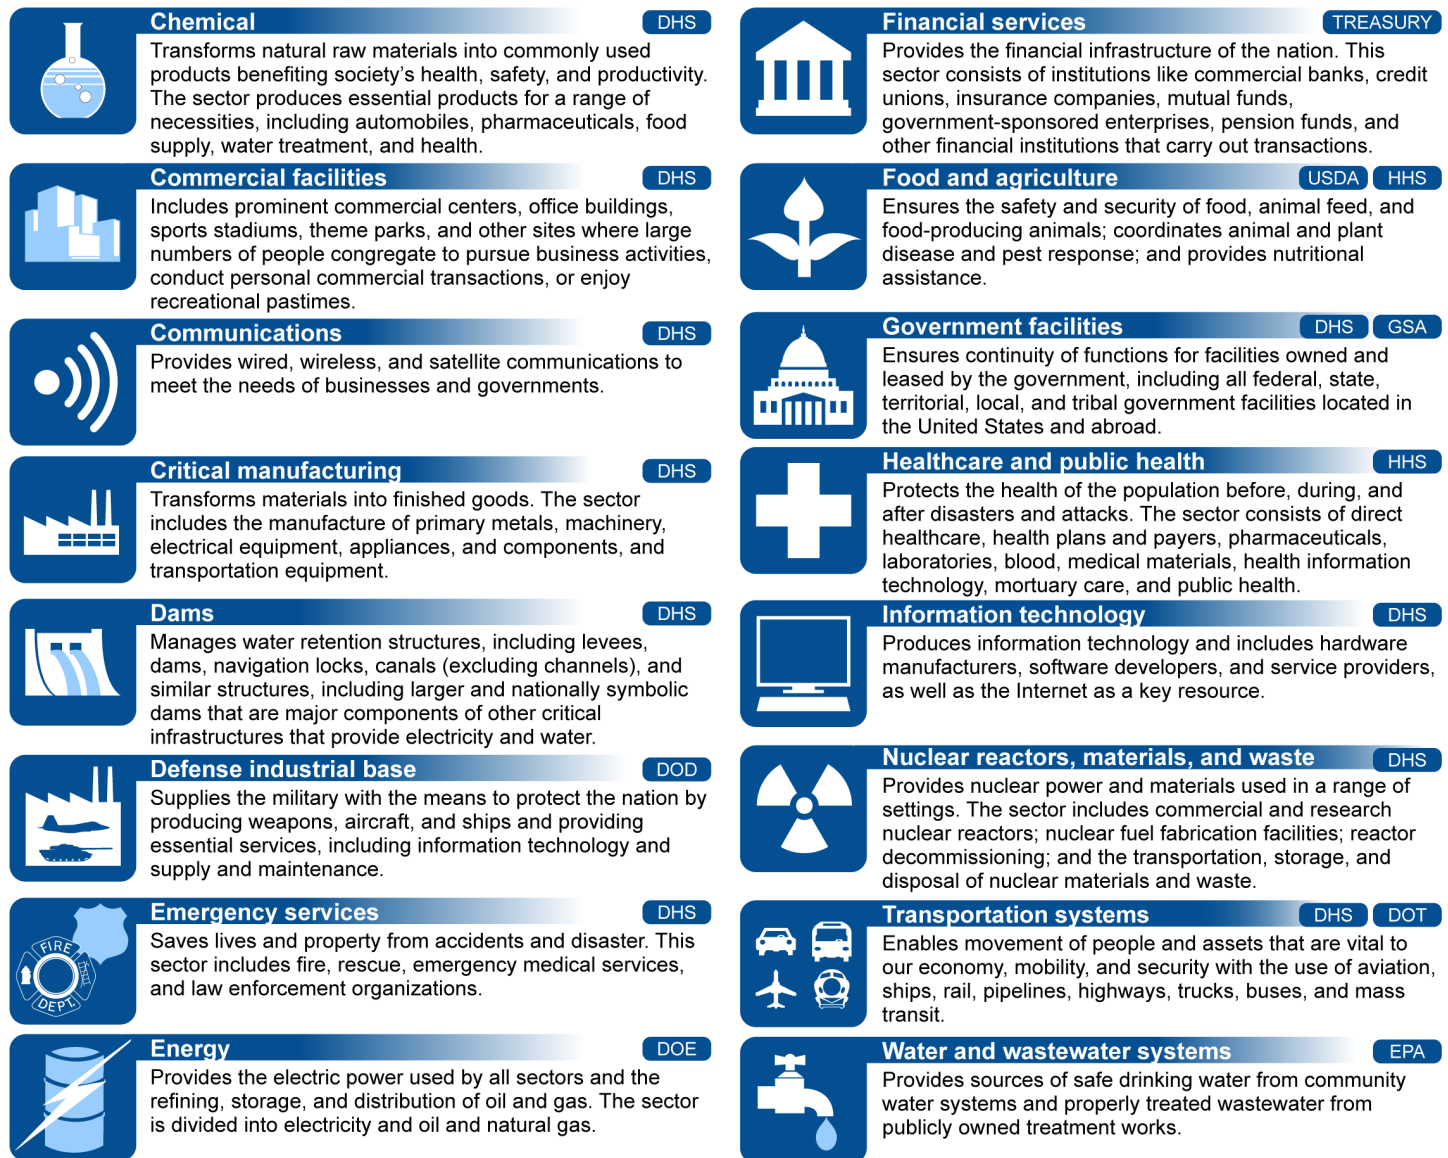 Chemical DHS
Transforms natural raw materials into commonly used
products benefiting society's health, safety, and productivity.
The sector produces essential products for a range of
necessities, including automobiles, pharmaceuticals, food
supply, water treatment, and health.
Commercial facilities DHS
Includes prominent commercial centers, office buildings,
sports stadiums, theme parks, and other sites where large
numbers of people congregate to pursue business activities,
conduct personal commercial transactions, or enjoy
recreational pastimes.
Communications DHS
Provides wired, wireless, and satellite communications to
meet the needs of businesses and governments.
Critical manufacturing DHS
Transforms materials into finished goods. The sector
includes the manufacture of primary metals, machinery,
electrical equipment, appliances, and components, and
transportation equipment.
Dams DHS
Manages water retention structures, including levees,
dams, navigation locks, canals (excluding channels), and
similar structures, including larger and nationally symbolic
dams that are major components of other critical
infrastructures that provide electricity and water.
Defense industrial base DOD
Supplies the military with the means to protect the nation by
producing weapons, aircraft, and ships and providing
essential services, including information technology and
supply and maintenance.
FIRE
DEPT.
Emergency services DHS
Saves lives and property from accidents and disaster. This
sector includes fire, rescue, emergency medical services,
and law enforcement organizations.
Energy DOE
Provides the electric power used by all sectors and the
refining, storage, and distribution of oil and gas. The sector
is divided into electricity and oil and natural gas.
Financial services TREASURY
Provides the financial infrastructure of the nation. This
sector consists of institutions like commercial banks, credit
unions, insurance companies, mutual funds,
government-sponsored enterprises, pension funds, and
other financial institutions that carry out transactions.
Food and agriculture USDA HHS
Ensures the safety and security of food, animal feed, and
food-producing animals; coordinates animal and plant
disease and pest response; and provides nutritional
assistance.
Government facilities DHS GSA
Ensures continuity of functions for facilities owned and
leased by the government, including all federal, state,
territorial, local, and tribal government facilities located in
the United States and abroad.
Healthcare and public health HHS
Protects the health of the population before, during, and
after disasters and attacks. The sector consists of direct
healthcare, health plans and payers, pharmaceuticals,
laboratories, blood, medical materials, health information
technology, mortuary care, and public health.
Information technology DHS
Produces information technology and includes hardware
manufacturers, software developers, and service providers,
as well as the Internet as a key resource.
Nuclear reactors, materials, and waste DHS
Provides nuclear power and materials used in a range of
settings. The sector includes commercial and research
nuclear reactors; nuclear fuel fabrication facilities; reactor
decommissioning; and the transportation, storage, and
disposal of nuclear materials and waste.
Transportation systems DHS DOT
Enables movement of people and assets that are vital to
our economy, mobility, and security with the use of aviation,
ships, rail, pipelines, highways, trucks, buses, and mass
transit.
Water and wastewater systems EPA
Provides sources of safe drinking water from community
water systems and properly treated wastewater from
publicly owned treatment works.